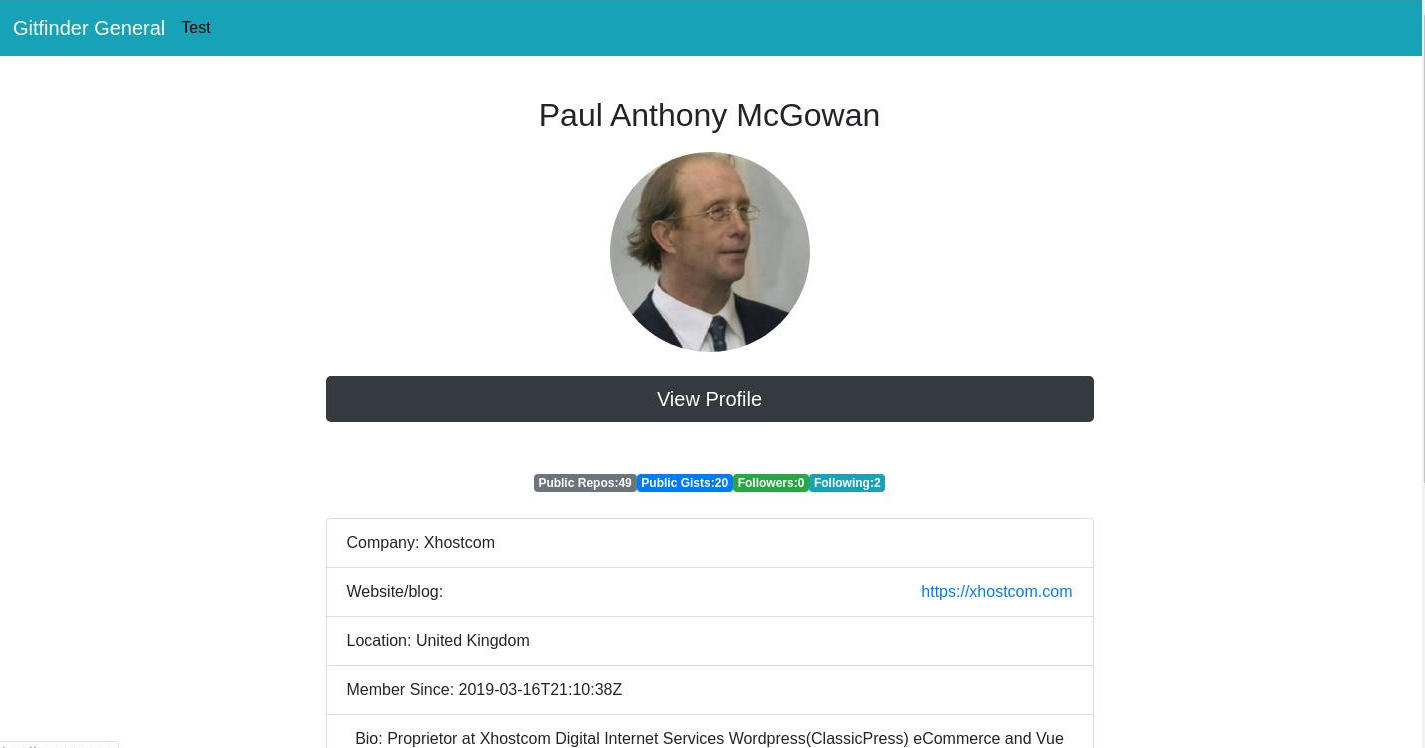 Gitfinder General Test
Paul Anthony McGowan
View Profile
Public Repos:49 Public Gists:20 Followers:0 Following:2
Company: Xhostcom
Website/blog: https://xhostcom.com
Location: United Kingdom
Member Since: 2019-03-16T21:10:38Z
Bio: Proprietor at Xhostcom Digital Internet Services Wordpress(ClassicPress) eCommerce and Vue